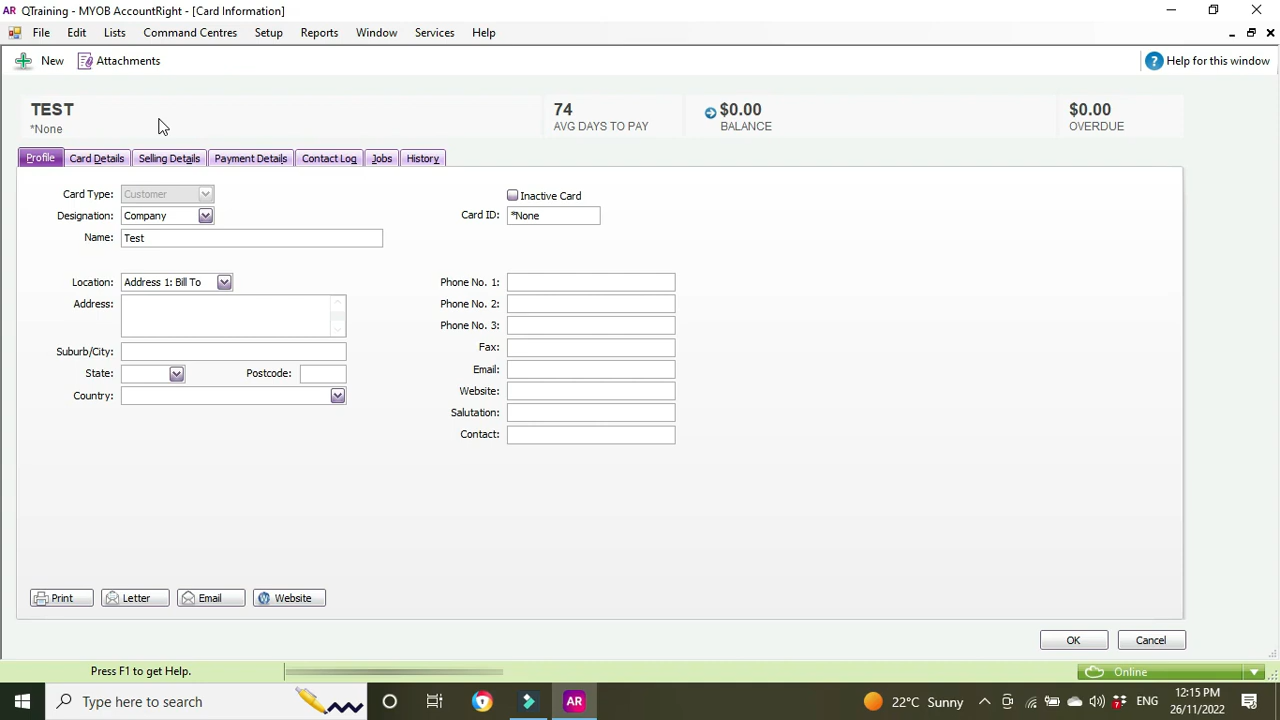 AR QTraining - MYOB AccountRight - [Card Information]
File Edit Lists Command Centres Setup Reports Window Services Help
New Attachments Help for this window
TEST 74 $0.00 $0.00
*None AVG DAYS TO PAY BALANCE OVERDUE
Profile Card Details Selling Details Payment Details Contact Log Jobs History
Card Type: Customer Inactive Card
Designation: Company Card ID: *None
Name: Test
Location: Address 1: Bill To Phone No. 1:
Address: Phone No. 2:
Phone No. 3:
Suburb/City: Fax:
State: Postcode: Email:
Country: Website:
Salutation:
Contact:
Print Letter Email Website
OK Cancel
Press F1 to get Help. Online
Type here to search AR 22°C Sunny ENG 12:15 PM
26/11/2022